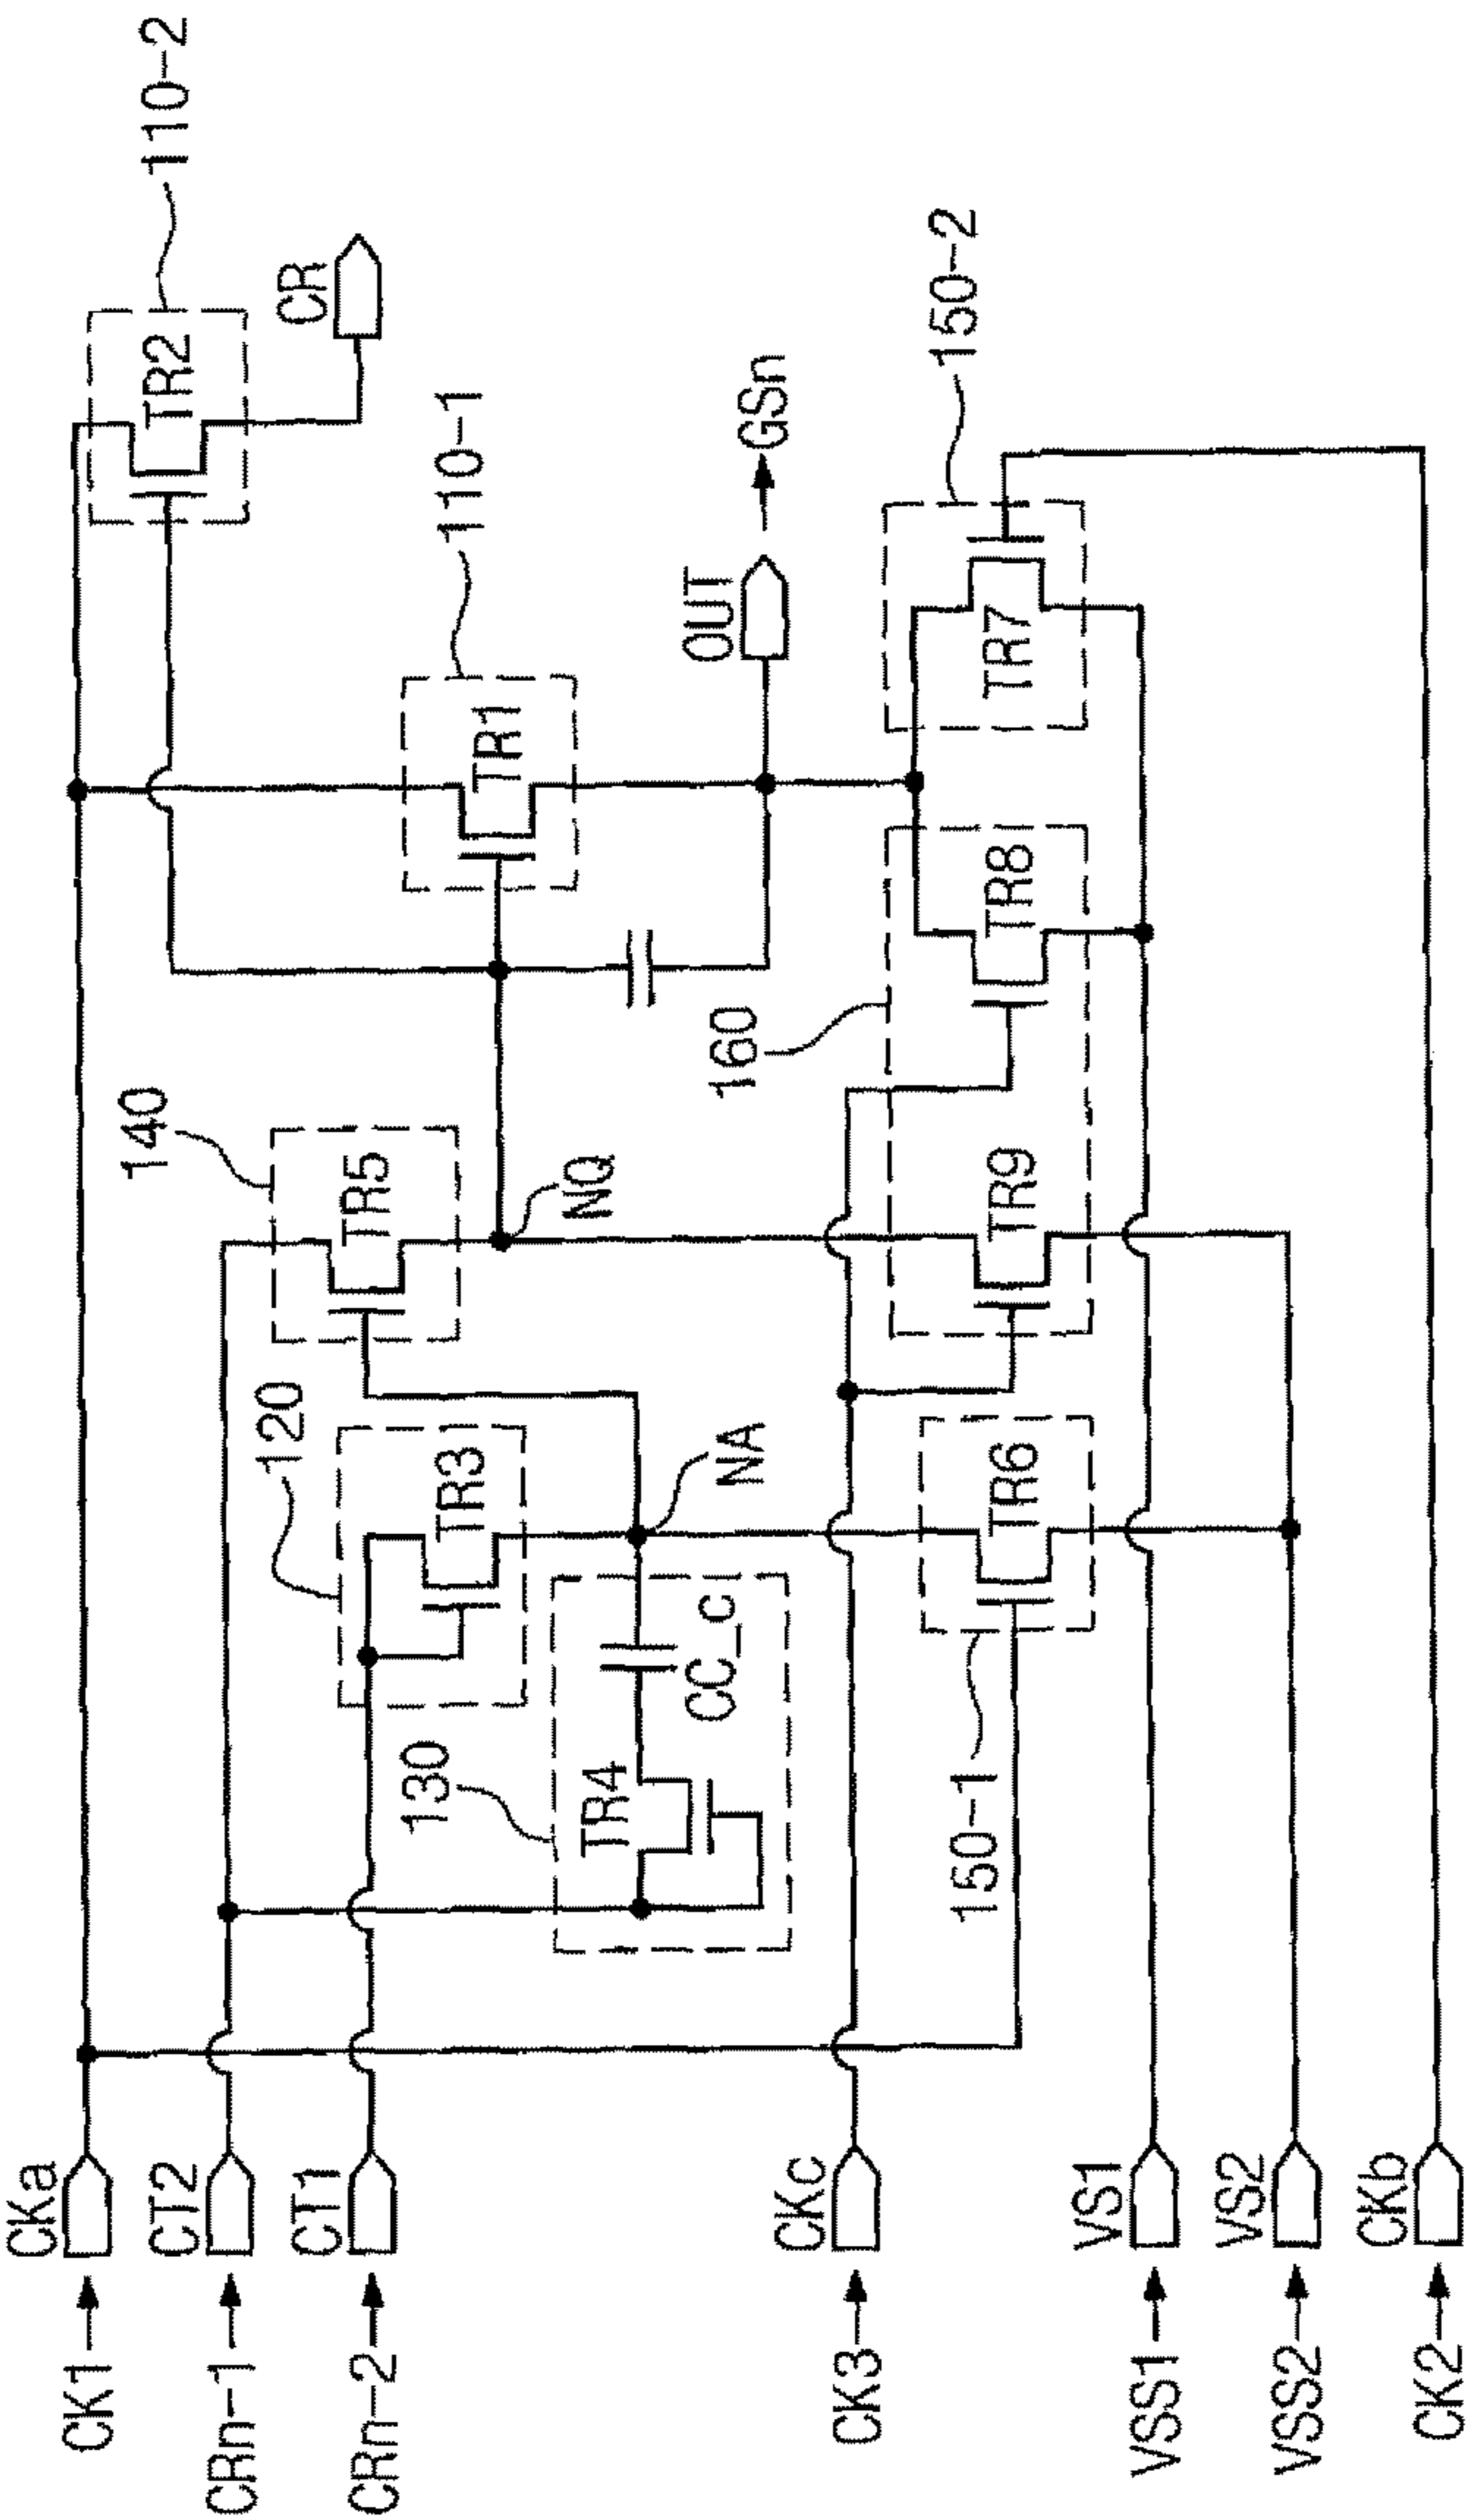 110-2
TR2
CR
110-1
TR1
140
TR5
NQ
120
TR3
NA
130
TR4
CC_c
OUT
GSn
160
TR8
TR7
150-2
TR9
TR6
150-1
CK1
CKa
CRn-1
CT2
CRn-2
CT1
CK3
CKc
VSS1
VS1
VSS2
VS2
CK2
CKb